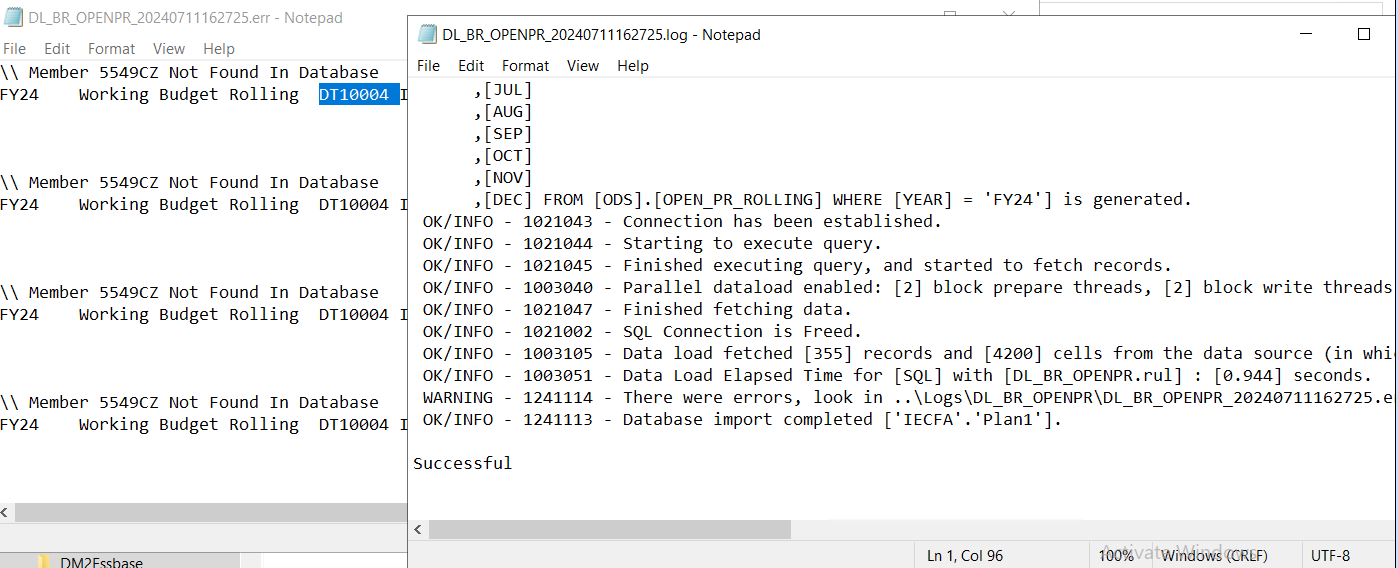 DL_BR_OPENPR_20240711162725.err - Notepad
File Edit Format View Help
\\ Member 5549CZ Not Found In Database
FY24 Working Budget Rolling DT10004 I
\\ Member 5549CZ Not Found In Database
FY24 Working Budget Rolling DT10004 I
\\ Member 5549CZ Not Found In Database
FY24 Working Budget Rolling DT10004 I
\\ Member 5549CZ Not Found In Database
FY24 Working Budget Rolling DT10004 I
DM2Essbase
DL_BR_OPENPR_20240711162725.log - Notepad
File Edit Format View Help
,[JUL]
,[AUG]
,[SEP]
,[OCT]
,[NOV]
,[DEC] FROM [ODS].[OPEN_PR_ROLLING] WHERE [YEAR] = 'FY24'] is generated.
OK/INFO - 1021043 - Connection has been established.
OK/INFO - 1021044 - Starting to execute query.
OK/INFO - 1021045 - Finished executing query, and started to fetch records.
OK/INFO - 1003040 - Parallel dataload enabled: [2] block prepare threads, [2] block write threads
OK/INFO - 1021047 - Finished fetching data.
OK/INFO - 1021002 - SQL Connection is Freed.
OK/INFO - 1003105 - Data load fetched [355] records and [4200] cells from the data source (in whic
OK/INFO - 1003051 - Data Load Elapsed Time for [SQL] with [DL_BR_OPENPR.rul] : [0.944] seconds.
WARNING - 1241114 - There were errors, look in ..\Logs\DL_BR_OPENPR\DL_BR_OPENPR_20240711162725.er
OK/INFO - 1241113 - Database import completed ['IECFA'.'Plan1'].
Successful
Ln 1, Col 96 100% Windows (CRLF) UTF-8
Activate Windows